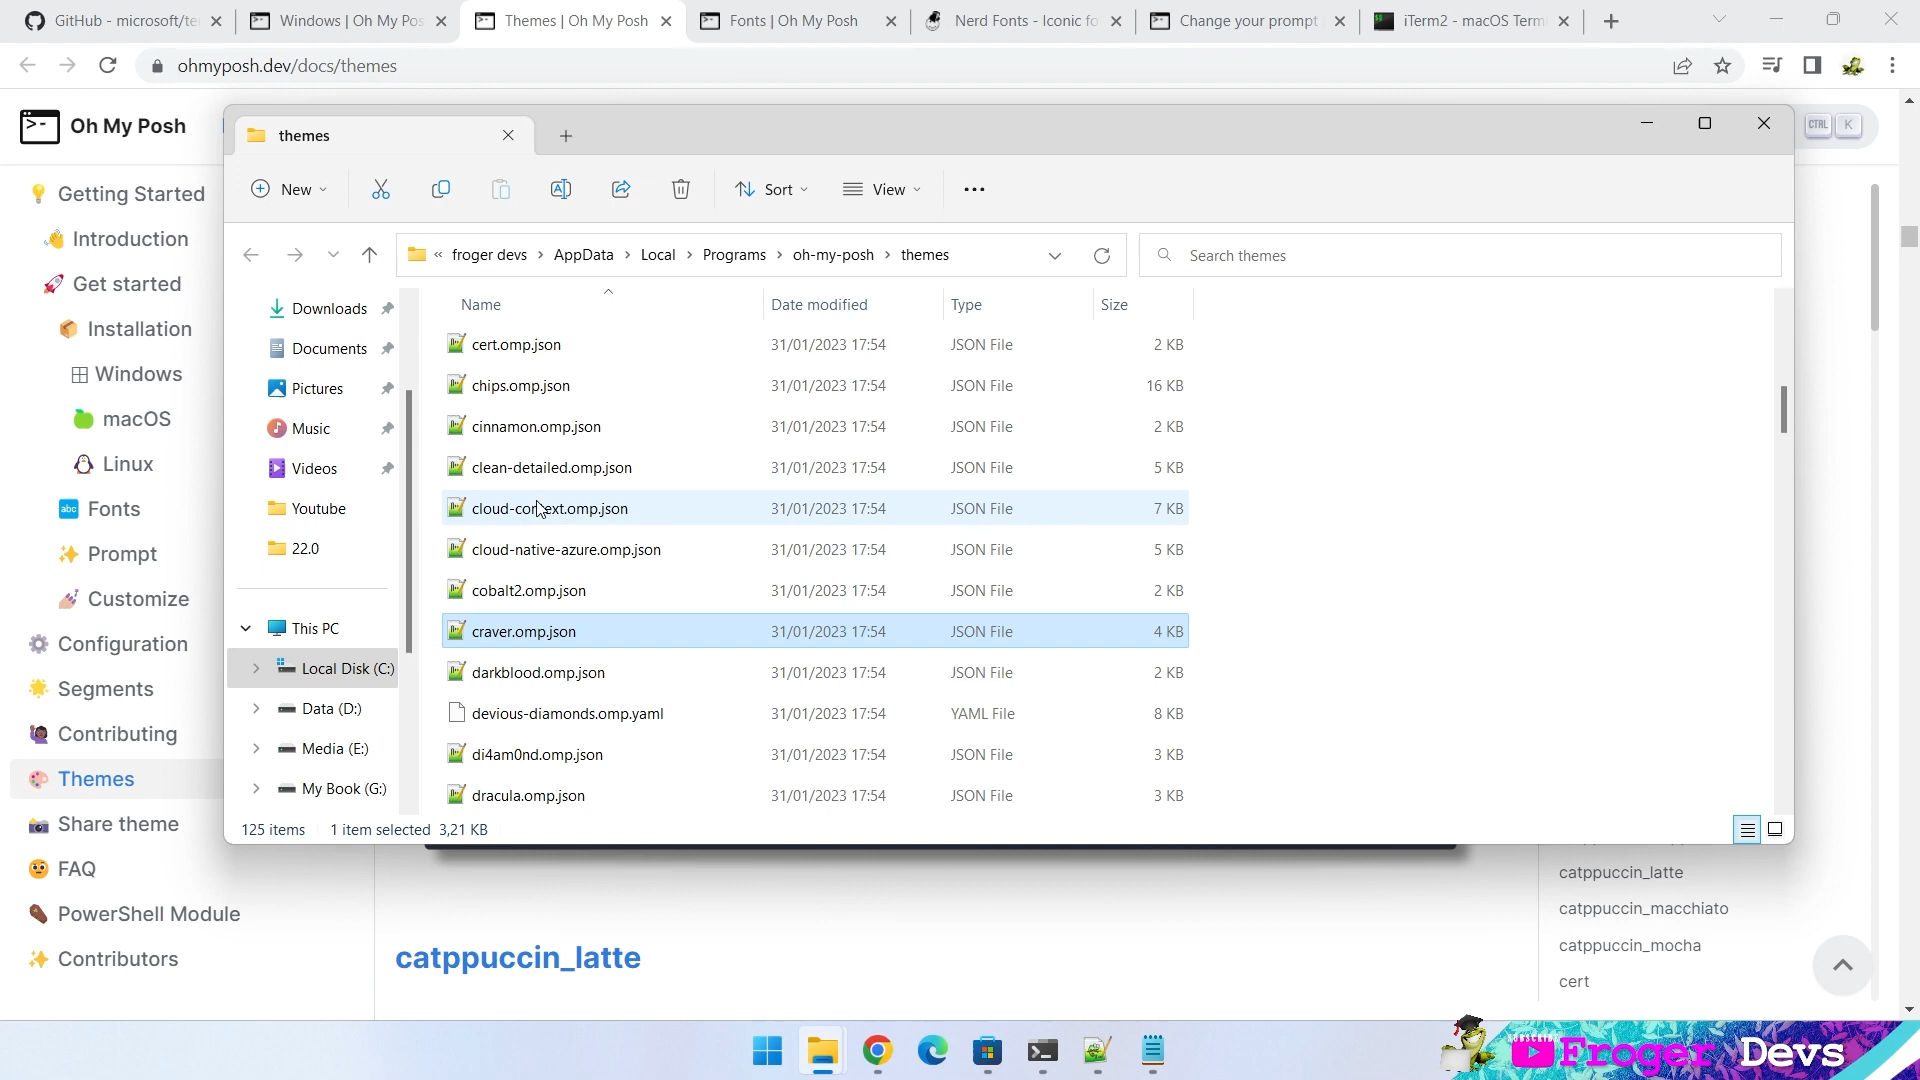 GitHub - microsoft/te
Windows | Oh My Pos
Themes | Oh My Posh
Fonts | Oh My Posh
Nerd Fonts - Iconic fo
Change your prompt
iTerm2 - macOS Term
ohmyposh.dev/docs/themes
Oh My Posh
CTRL K
Getting Started
Introduction
Get started
Installation
Windows
macOS
Linux
abc Fonts
Prompt
Customize
Configuration
Segments
Contributing
Themes
Share theme
FAQ
PowerShell Module
Contributors
themes
New
Sort
View
« froger devs > AppData > Local > Programs > oh-my-posh > themes
Search themes
Downloads
Documents
Pictures
Music
Videos
Youtube
22.0
This PC
Local Disk (C:)
Data (D:)
Media (E:)
My Book (G:)
Name Date modified Type Size
cert.omp.json 31/01/2023 17:54 JSON File 2 KB
chips.omp.json 31/01/2023 17:54 JSON File 16 KB
cinnamon.omp.json 31/01/2023 17:54 JSON File 2 KB
clean-detailed.omp.json 31/01/2023 17:54 JSON File 5 KB
cloud-context.omp.json 31/01/2023 17:54 JSON File 7 KB
cloud-native-azure.omp.json 31/01/2023 17:54 JSON File 5 KB
cobalt2.omp.json 31/01/2023 17:54 JSON File 2 KB
craver.omp.json 31/01/2023 17:54 JSON File 4 KB
darkblood.omp.json 31/01/2023 17:54 JSON File 2 KB
devious-diamonds.omp.yaml 31/01/2023 17:54 YAML File 8 KB
di4am0nd.omp.json 31/01/2023 17:54 JSON File 3 KB
dracula.omp.json 31/01/2023 17:54 JSON File 3 KB
125 items 1 item selected 3,21 KB
catppuccin_latte
catppuccin_latte
catppuccin_macchiato
catppuccin_mocha
cert
SUBSCRIBE
Froger Devs